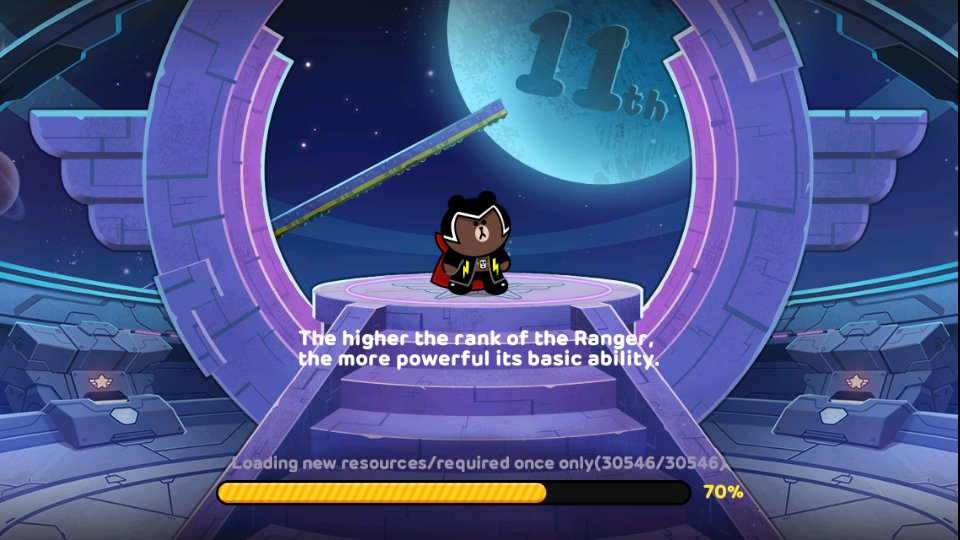 11th
The higher the rank of the Ranger,
the more powerful its basic ability.
Loading new resources/required once only(30546/30546).
70%